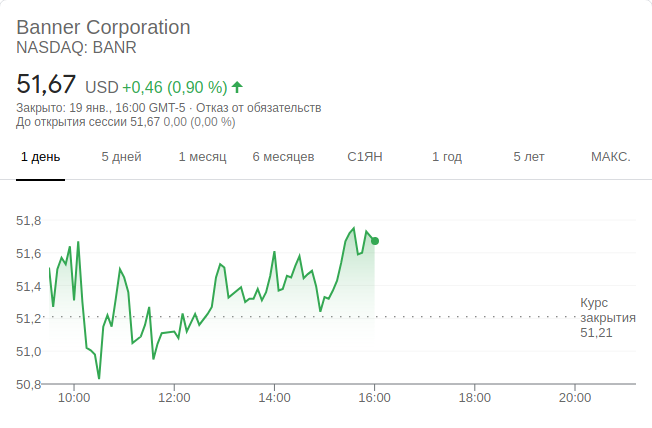 Banner Corporation
NASDAQ: BANR
51,67 USD +0,46 (0,90 %)
Закрыто: 19 янв., 16:00 GMT-5 · Отказ от обязательств
До открытия сессии 51,67 0,00 (0,00 %)
1 день 5 дней 1 месяц 6 месяцев С1ЯН 1 год 5 лет МАКС.
51,8
51,6
51,4
51,2
51,0
50,8
Курс
закрытия
51,21
10:00 12:00 14:00 16:00 18:00 20:00